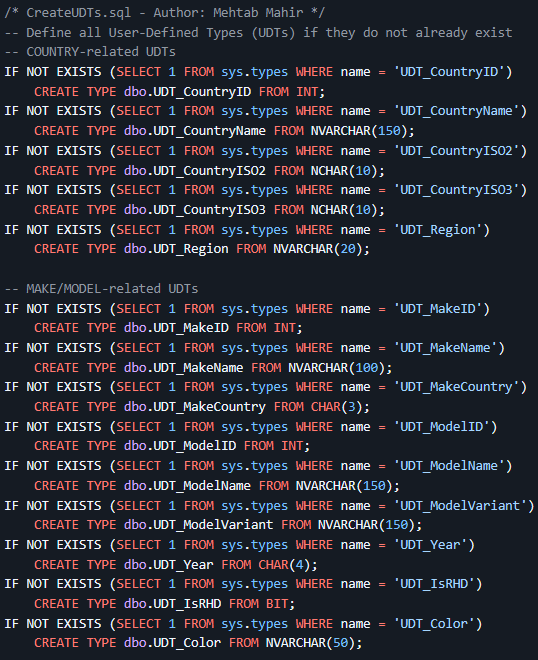 /* CreateUDTs.sql - Author: Mehtab Mahir */
-- Define all User-Defined Types (UDTs) if they do not already exist
-- COUNTRY-related UDTs
IF NOT EXISTS (SELECT 1 FROM sys.types WHERE name = 'UDT_CountryID')
    CREATE TYPE dbo.UDT_CountryID FROM INT;
IF NOT EXISTS (SELECT 1 FROM sys.types WHERE name = 'UDT_CountryName')
    CREATE TYPE dbo.UDT_CountryName FROM NVARCHAR(150);
IF NOT EXISTS (SELECT 1 FROM sys.types WHERE name = 'UDT_CountryISO2')
    CREATE TYPE dbo.UDT_CountryISO2 FROM NCHAR(10);
IF NOT EXISTS (SELECT 1 FROM sys.types WHERE name = 'UDT_CountryISO3')
    CREATE TYPE dbo.UDT_CountryISO3 FROM NCHAR(10);
IF NOT EXISTS (SELECT 1 FROM sys.types WHERE name = 'UDT_Region')
    CREATE TYPE dbo.UDT_Region FROM NVARCHAR(20);

-- MAKE/MODEL-related UDTs
IF NOT EXISTS (SELECT 1 FROM sys.types WHERE name = 'UDT_MakeID')
    CREATE TYPE dbo.UDT_MakeID FROM INT;
IF NOT EXISTS (SELECT 1 FROM sys.types WHERE name = 'UDT_MakeName')
    CREATE TYPE dbo.UDT_MakeName FROM NVARCHAR(100);
IF NOT EXISTS (SELECT 1 FROM sys.types WHERE name = 'UDT_MakeCountry')
    CREATE TYPE dbo.UDT_MakeCountry FROM CHAR(3);
IF NOT EXISTS (SELECT 1 FROM sys.types WHERE name = 'UDT_ModelID')
    CREATE TYPE dbo.UDT_ModelID FROM INT;
IF NOT EXISTS (SELECT 1 FROM sys.types WHERE name = 'UDT_ModelName')
    CREATE TYPE dbo.UDT_ModelName FROM NVARCHAR(150);
IF NOT EXISTS (SELECT 1 FROM sys.types WHERE name = 'UDT_ModelVariant')
    CREATE TYPE dbo.UDT_ModelVariant FROM NVARCHAR(150);
IF NOT EXISTS (SELECT 1 FROM sys.types WHERE name = 'UDT_Year')
    CREATE TYPE dbo.UDT_Year FROM CHAR(4);
IF NOT EXISTS (SELECT 1 FROM sys.types WHERE name = 'UDT_IsRHD')
    CREATE TYPE dbo.UDT_IsRHD FROM BIT;
IF NOT EXISTS (SELECT 1 FROM sys.types WHERE name = 'UDT_Color')
    CREATE TYPE dbo.UDT_Color FROM NVARCHAR(50);